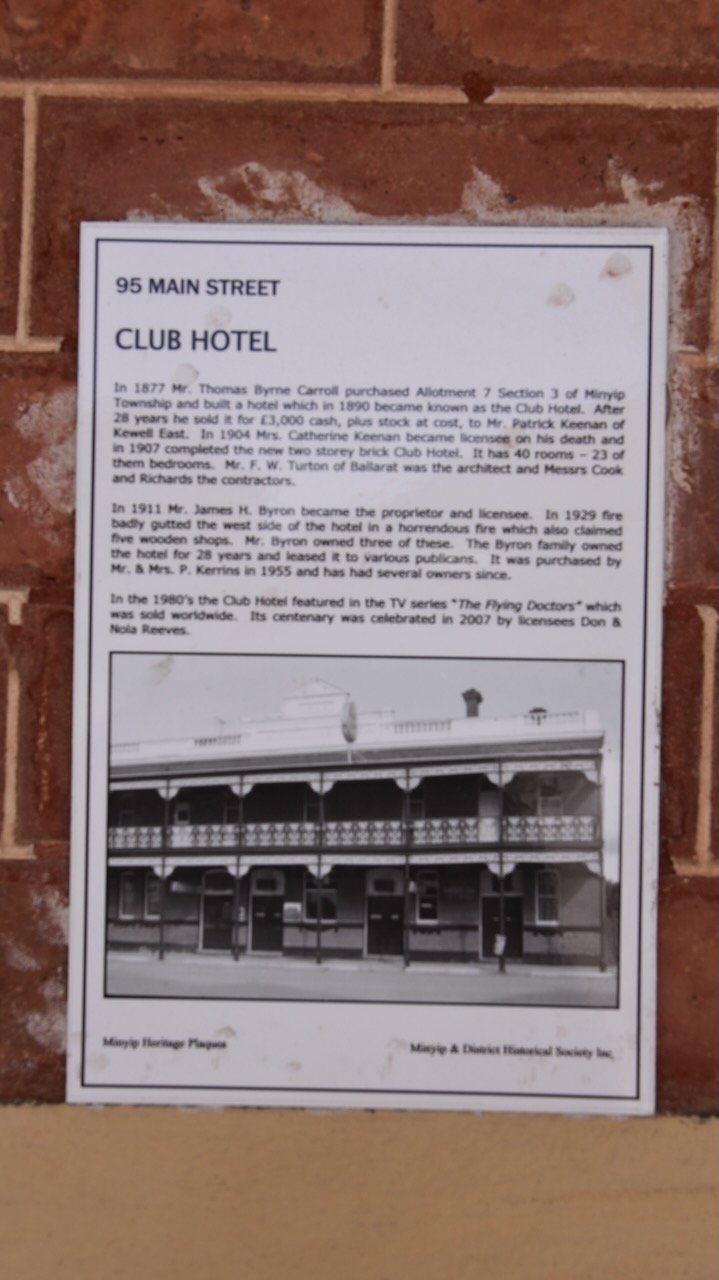 95 MAIN STREET
CLUB HOTEL
In 1877 Mr. Thomas Byrne Carroll purchased Allotment 7 Section 3 of Minyip
Township and built a hotel which in 1890 became known as the Club Hotel. After
28 years he sold it for £3,000 cash, plus stock at cost, to Mr. Patrick Keenan of
Kewell East. In 1904 Mrs. Catherine Keenan became licensee on his death and
in 1907 completed the new two storey brick Club Hotel. It has 40 rooms – 23 of
them bedrooms. Mr. F. W. Turton of Ballarat was the architect and Messrs Cook
and Richards the contractors.
In 1911 Mr. James H. Byron became the proprietor and licensee. In 1929 fire
badly gutted the west side of the hotel in a horrendous fire which also claimed
five wooden shops. Mr. Byron owned three of these. The Byron family owned
the hotel for 28 years and leased it to various publicans. It was purchased by
Mr. & Mrs. P. Kerrins in 1955 and has had several owners since.
In the 1980's the Club Hotel featured in the TV series "The Flying Doctors" which
was sold worldwide. Its centenary was celebrated in 2007 by licensees Don &
Nola Reeves.
Minyip Heritage Plaques
Minyip & District Historical Society Inc.